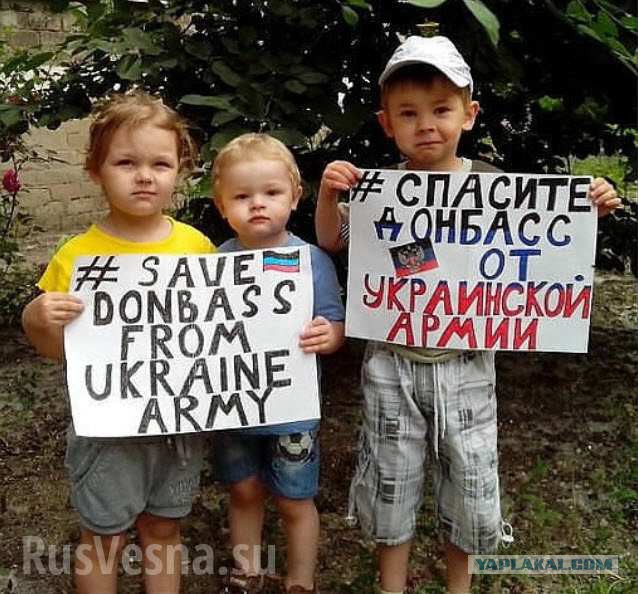 # SAVE
DONBASS
FROM
UKRAINE
ARMY
# СПАСИТЕ
ДОНБАСС
ОТ
УКРАИНСКОЙ
АРМИИ
RusVesna.su
YAPLAKAL.COM